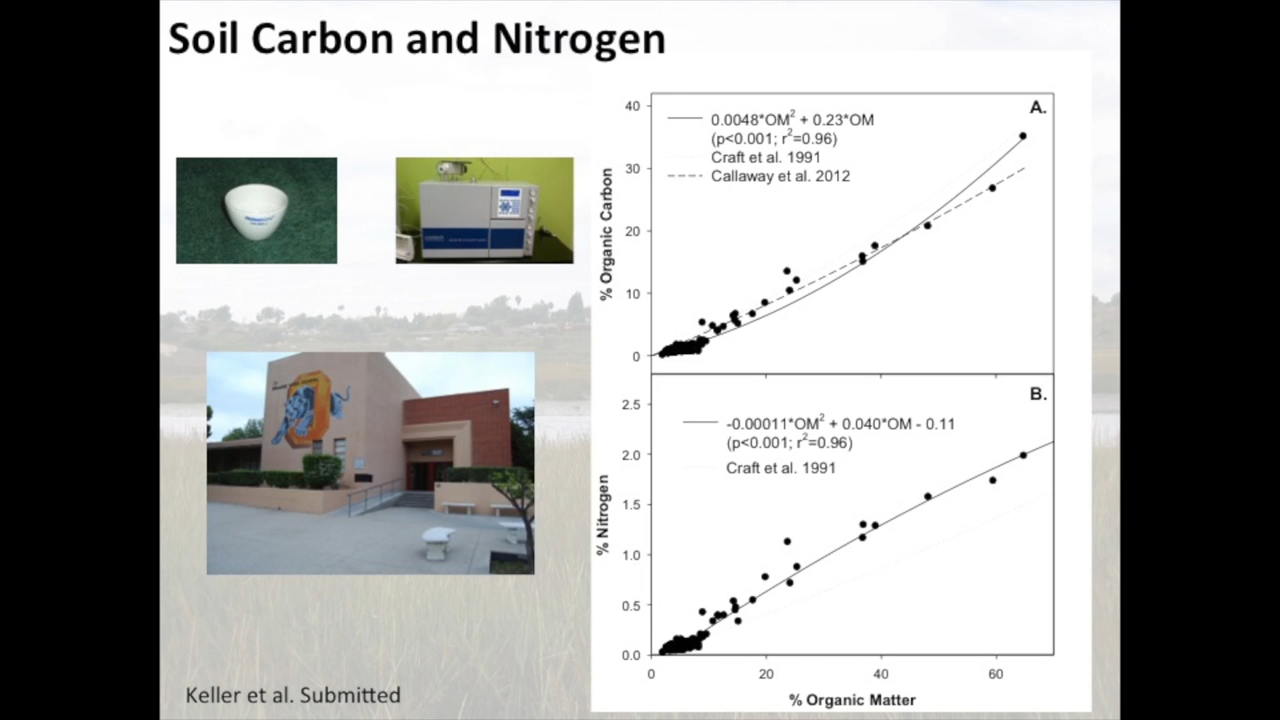 Soil Carbon and Nitrogen
A.
0.0048*OM² + 0.23*OM
(p<0.001; r²=0.96)
Craft et al. 1991
Callaway et al. 2012
% Organic Carbon
40
30
20
10
0
B.
-0.00011*OM² + 0.040*OM - 0.11
(p<0.001; r²=0.96)
Craft et al. 1991
% Nitrogen
2.5
2.0
1.5
1.0
0.5
0.0
0 20 40 60
% Organic Matter
Keller et al. Submitted